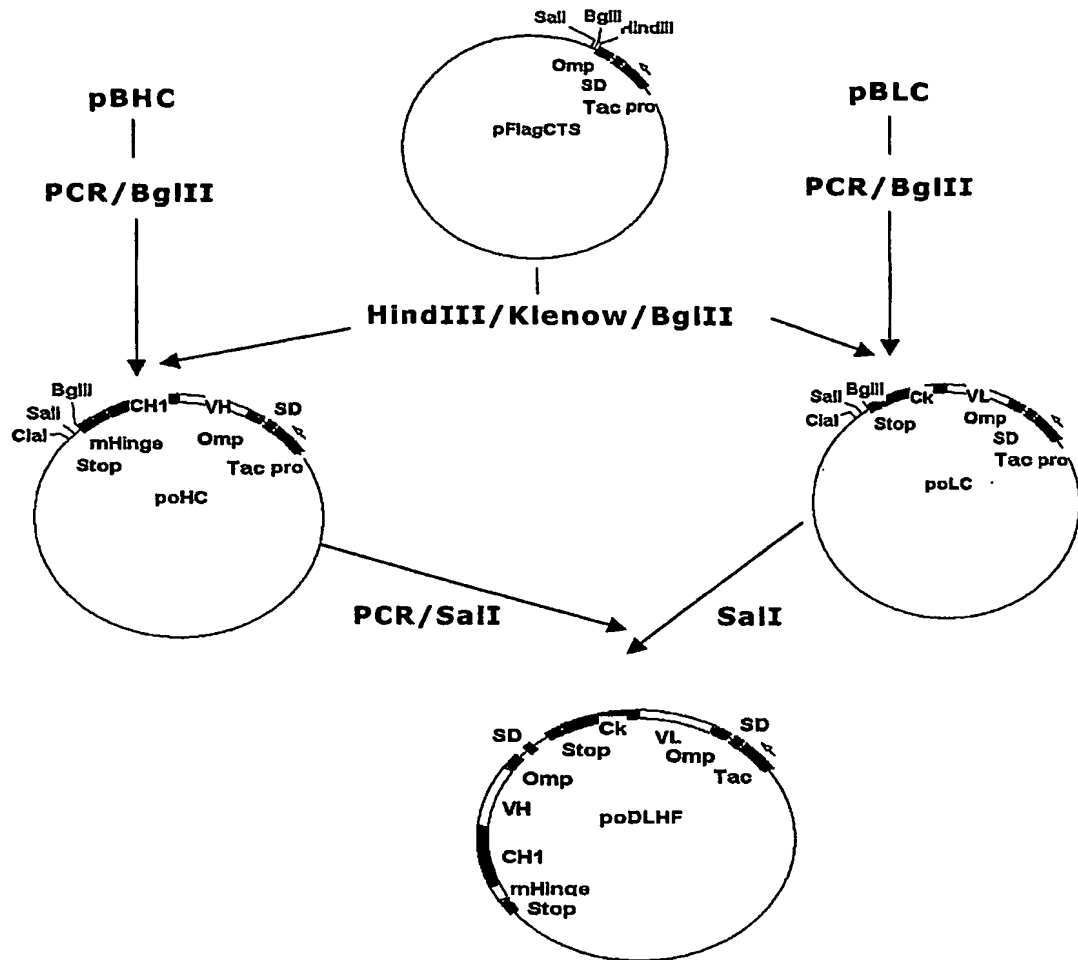 SalI BglII HindIII
Omp
SD
Tac pro
pFlagCTS
pBHC
PCR/BglII
pBLC
PCR/BglII
HindIII/Klenow/BglII
BglII
SalI
ClaI
CH1
VH
SD
mHinge
Omp
Stop
Tac pro
poHC
BglII
SalI
ClaI
Ck
VL
Stop
Omp
SD
Tac pro
poLC
PCR/SalI
SalI
SD
Ck
SD
Stop
VL
Omp
Omp
Tac
VH
poDLHF
CH1
mHinge
Stop